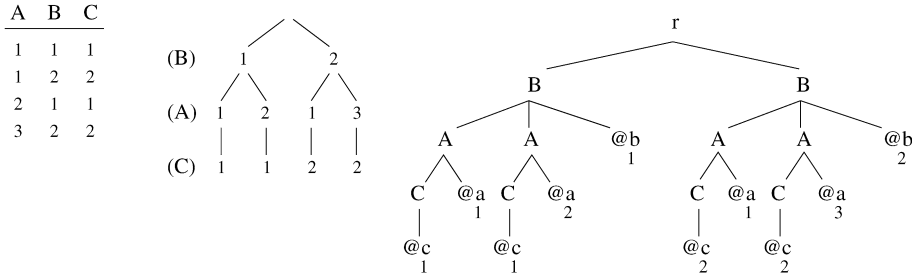 A B C
1 1 1
1 2 2
2 1 1
3 2 2
(B) 1 2
(A) 1 2 1 3
(C) 1 1 2 2
r
B B
A A @b A A @b
1 2
C @a C @a C @a C @a
1 2 1 3
@c @c @c @c
1 1 2 2